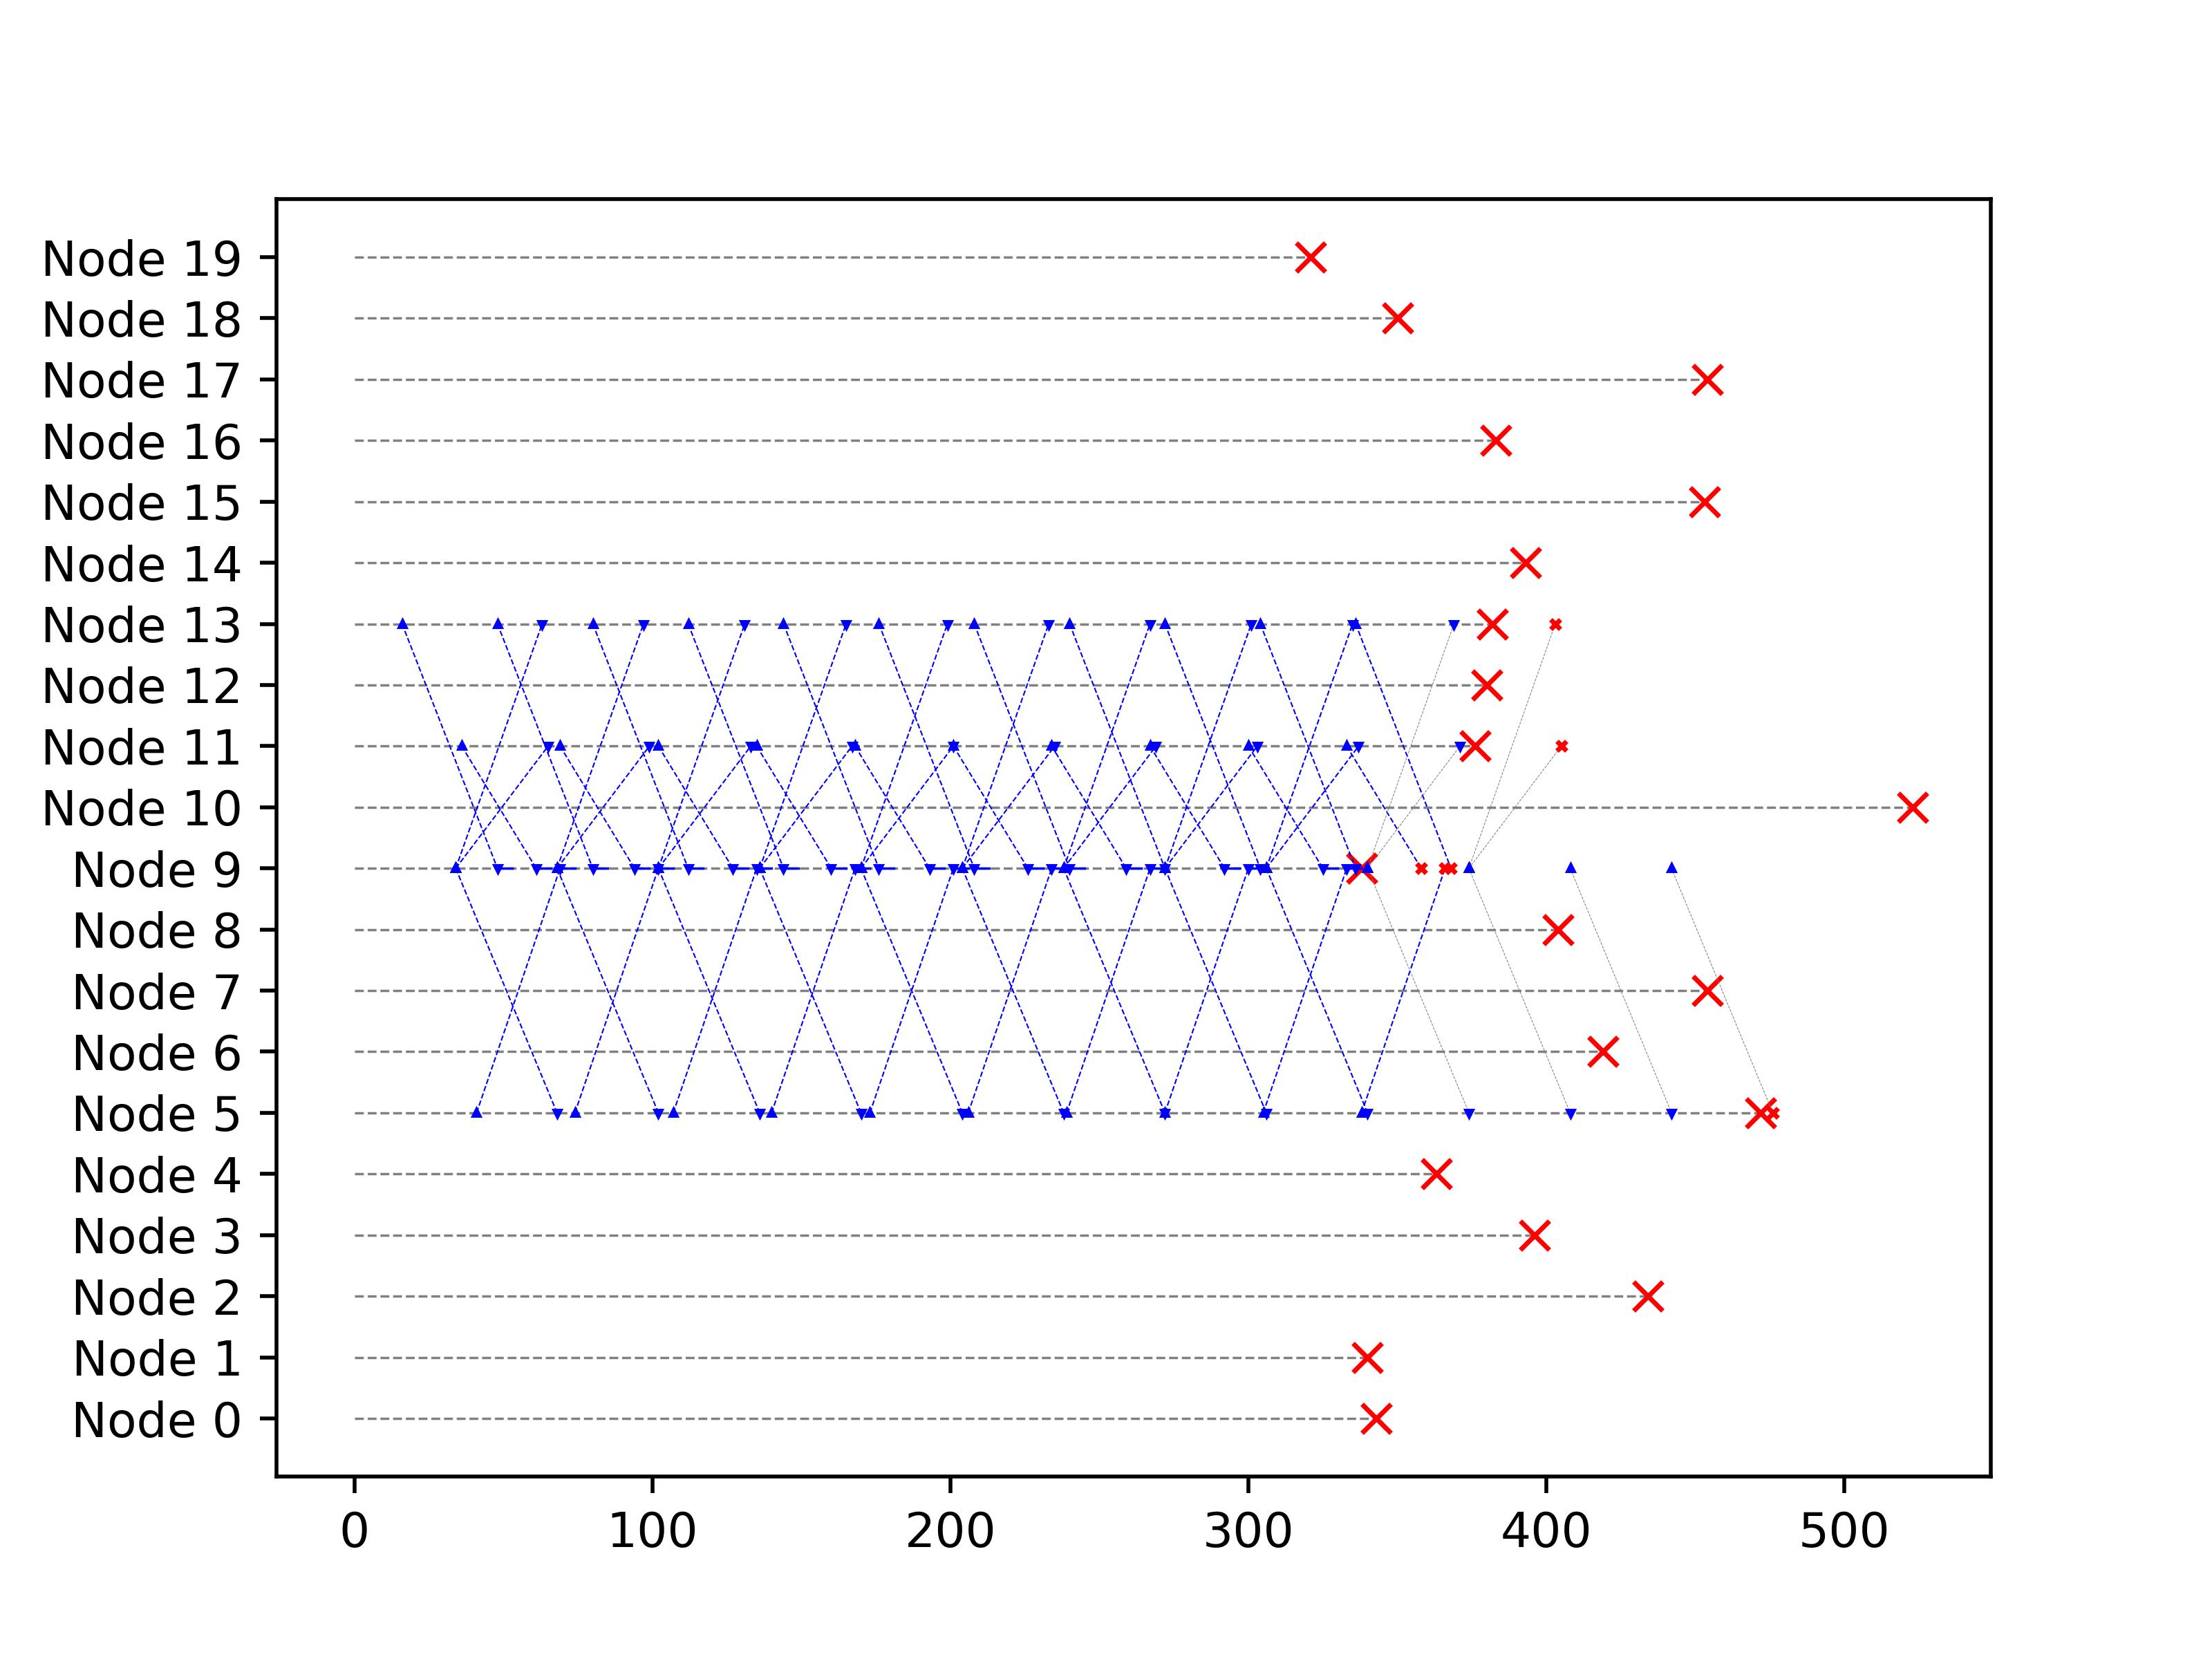 Node 19
Node 18
Node 17
Node 16
Node 15
Node 14
Node 13
Node 12
Node 11
Node 10
Node 9
Node 8
Node 7
Node 6
Node 5
Node 4
Node 3
Node 2
Node 1
Node 0
0 100 200 300 400 500